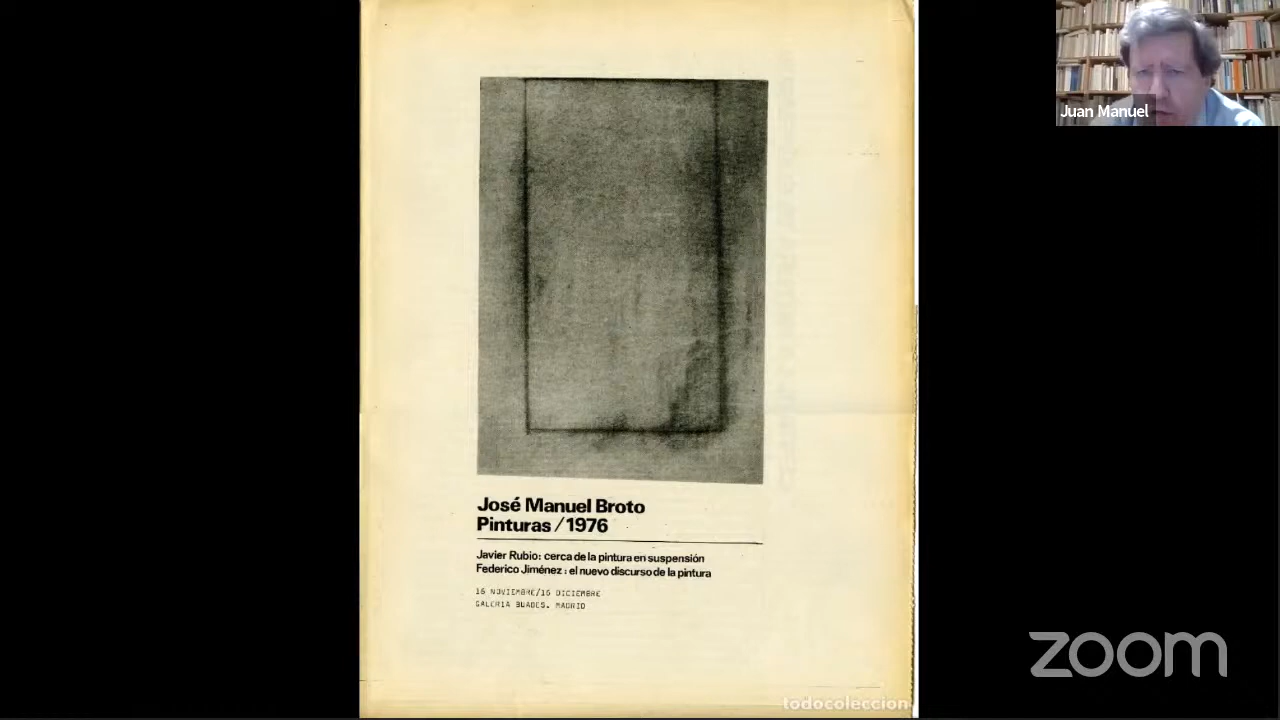 Juan Manuel
José Manuel Broto
Pinturas / 1976
Javier Rubio: cerca de la pintura en suspensión
Federico Jiménez : el nuevo discurso de la pintura
16 NOVIEMBRE/16 DICIEMBRE
GALERIA BUADES. MADRID
zoom
todocoleccion